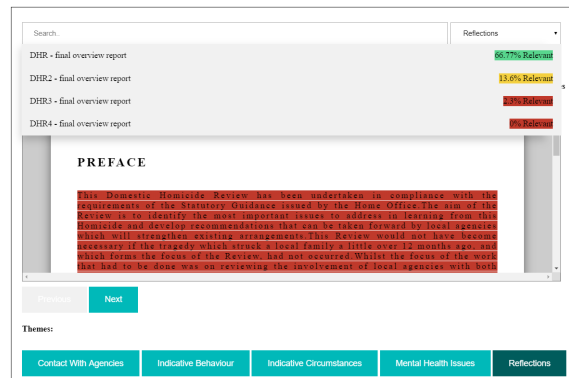 Search..
Reflections
DHR - final overview report
66.77% Relevant
DHR2 - final overview report
13.6% Relevant
DHR3 - final overview report
2.3% Relevant
DHR4 - final overview report
0% Relevant
PREFACE
This Domestic Homicide Review has been undertaken in compliance with the
requirements of the Statutory Guidance issued by the Home Office.The aim of the
Review is to identify the most important issues to address in learning from this
Homicide and develop recommendations that can be taken forward by local agencies
which will strengthen existing arrangements.This Review would not have become
necessary if the tragedy which struck a local family a little over 12 months ago, and
which forms the focus of the Review, had not occurred.Whilst the focus of the work
that had to be done was on reviewing the involvement of local agencies with both
Previous
Next
Themes:
Contact With Agencies
Indicative Behaviour
Indicative Circumstances
Mental Health Issues
Reflections